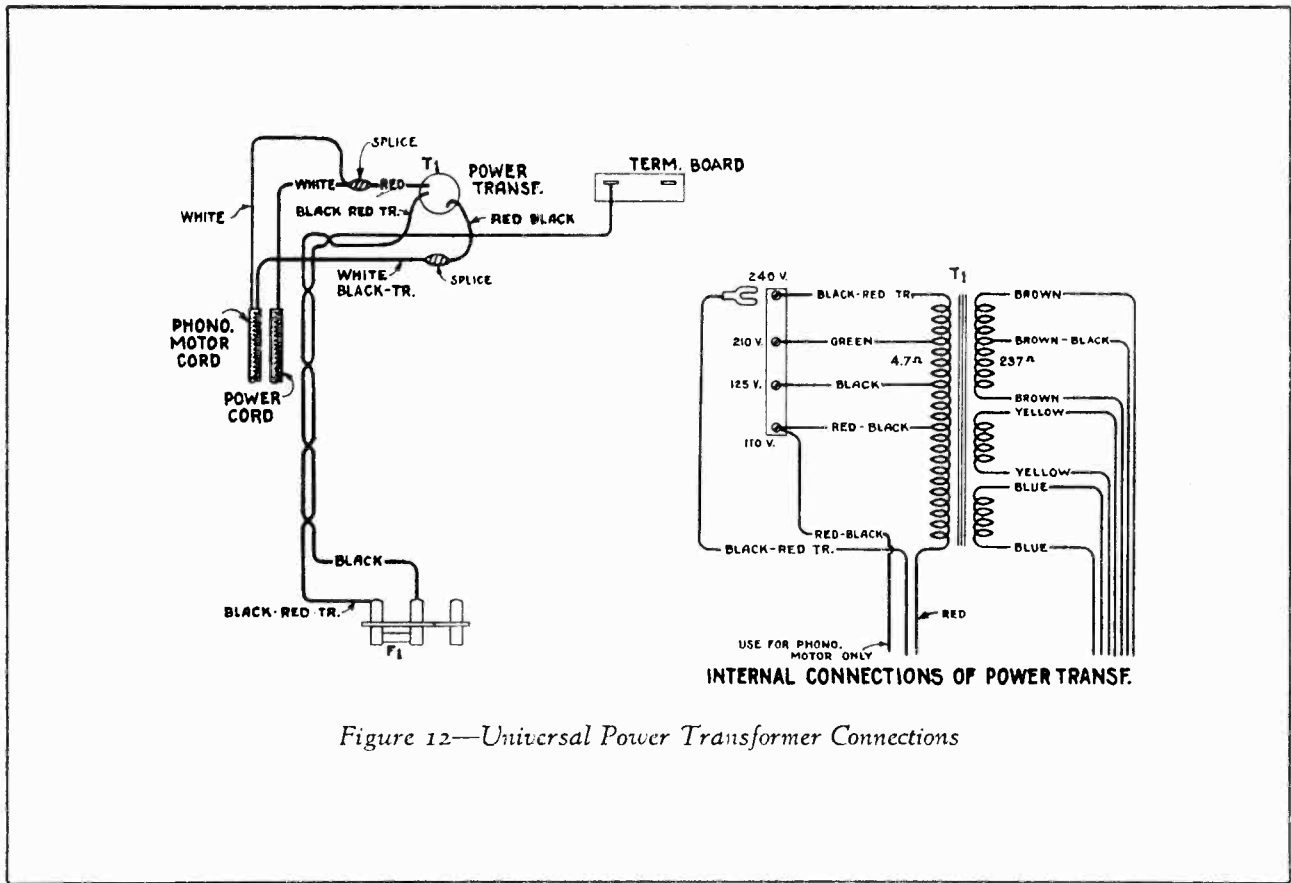 SPLICE
T1
POWER
TRANSF.
TERM. BOARD
WHITE
RED
WHITE
BLACK RED TR.
RED BLACK
WHITE
BLACK-TR.
SPLICE
PHONO.
MOTOR
CORD
POWER
CORD
BLACK
BLACK-RED TR.
F1
240 V.
BLACK-RED TR.
T1
BROWN
210 V.
GREEN
BROWN-BLACK
4.7Ω
237Ω
125 V.
BLACK
BROWN
YELLOW
RED-BLACK
110 V.
YELLOW
BLUE
RED-BLACK
BLACK-RED TR.
BLUE
RED
USE FOR PHONO.
MOTOR ONLY
INTERNAL CONNECTIONS OF POWER TRANSF.
Figure 12—Universal Power Transformer Connections